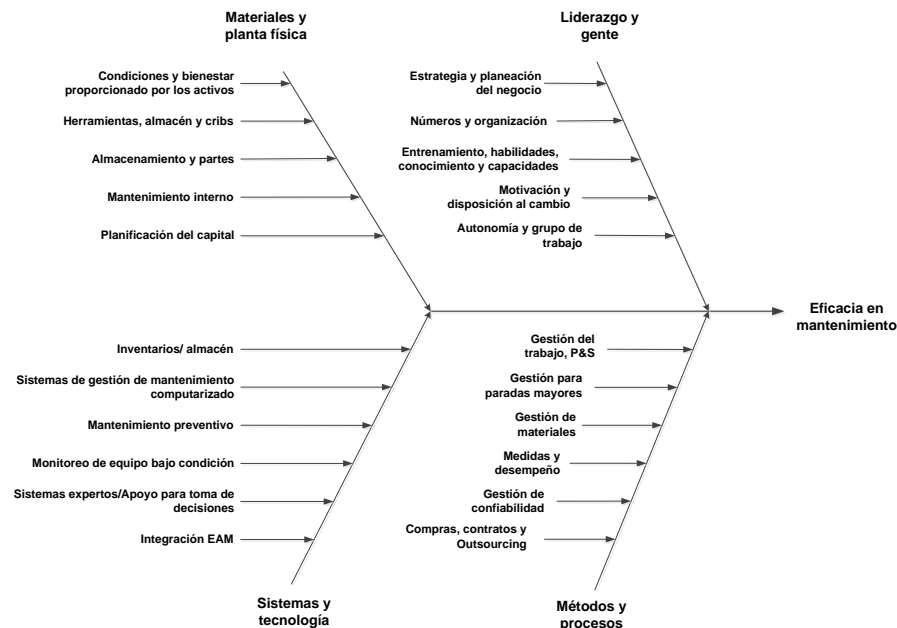 Materiales y
planta física
Liderazgo y
gente
Condiciones y bienestar
proporcionado por los activos
Herramientas, almacén y cribs
Almacenamiento y partes
Mantenimiento interno
Planificación del capital
Estrategia y planeación
del negocio
Números y organización
Entrenamiento, habilidades,
conocimiento y capacidades
Motivación y
disposición al cambio
Autonomía y grupo de
trabajo
Eficacia en
mantenimiento
Inventarios/ almacén
Sistemas de gestión de mantenimiento
computarizado
Mantenimiento preventivo
Monitoreo de equipo bajo condición
Sistemas expertos/Apoyo para toma de
decisiones
Integración EAM
Gestión del
trabajo, P&S
Gestión para
paradas mayores
Gestión de
materiales
Medidas y
desempeño
Gestión de
confiabilidad
Compras, contratos y
Outsourcing
Sistemas y
tecnología
Métodos y
procesos